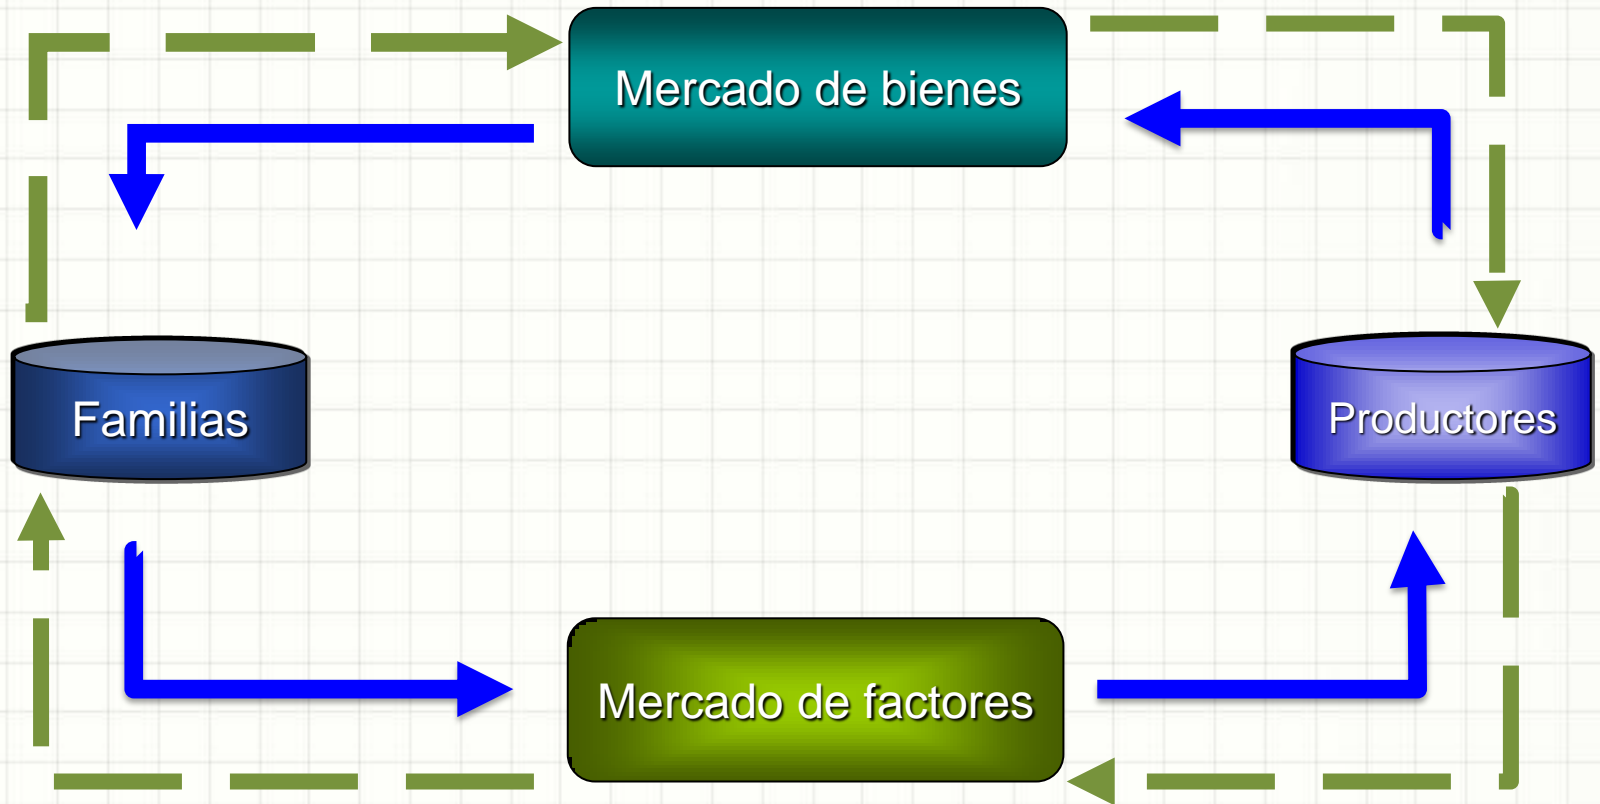 Mercado de bienes
Familias
Productores
Mercado de factores